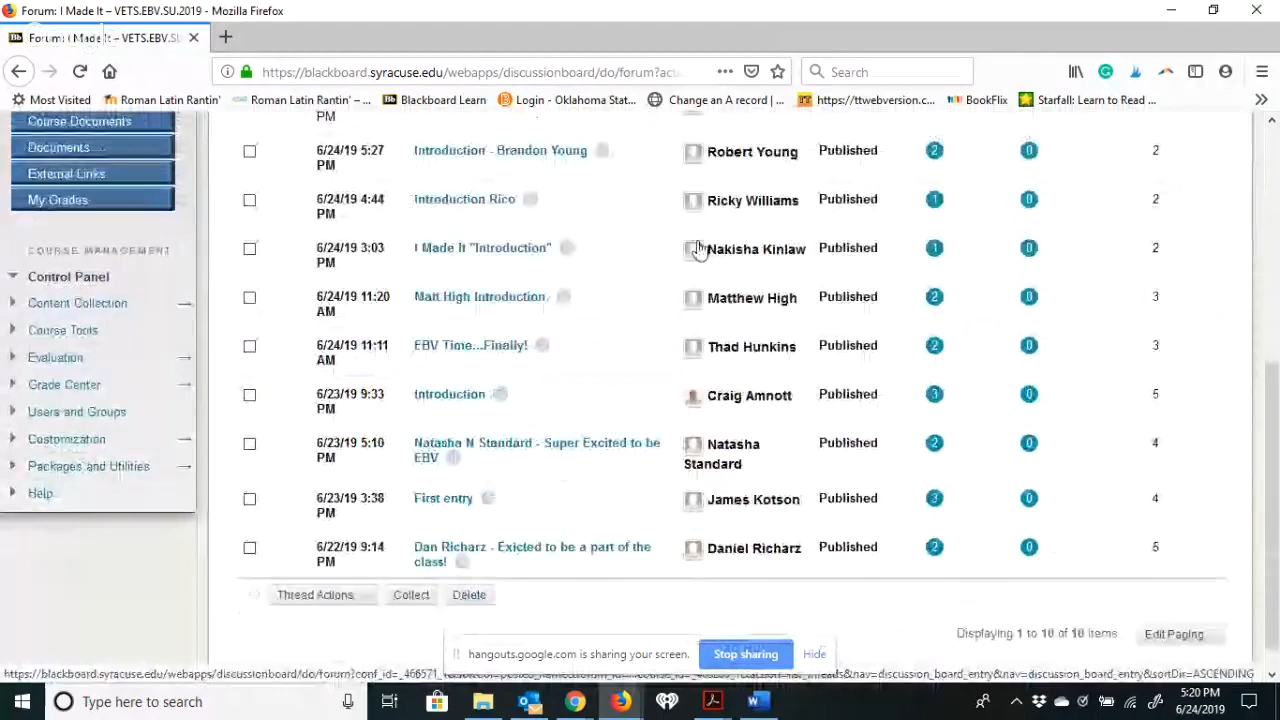 Forum: I Made It – VETS.EBV.SU.2019 - Mozilla Firefox
Forum: I Made It – VETS.EBV.SU.
https://blackboard.syracuse.edu/webapps/discussionboard/do/forum?act
Search
Most Visited
Roman Latin Rantin'
Roman Latin Rantin' – ...
Blackboard Learn
Login - Oklahoma Stat...
Change an A record | ...
https://ttwebversion.c...
BookFlix
Starfall: Learn to Read ...
Course Documents
Documents
External Links
My Grades
COURSE MANAGEMENT
Control Panel
Content Collection
Course Tools
Evaluation
Grade Center
Users and Groups
Customization
Packages and Utilities
Help
PM
6/24/19 5:27 Introduction - Brandon Young Robert Young Published 2 0 2
PM
6/24/19 4:44 Introduction Rico Ricky Williams Published 1 0 2
PM
6/24/19 3:03 I Made It "Introduction" Nakisha Kinlaw Published 1 0 2
PM
6/24/19 11:20 Matt High Introduction Matthew High Published 2 0 3
AM
6/24/19 11:11 EBV Time...Finally! Thad Hunkins Published 2 0 3
AM
6/23/19 9:33 Introduction Craig Amnott Published 3 0 5
PM
6/23/19 5:10 Natasha N Standard - Super Excited to be Natasha Published 2 0 4
PM EBV Standard
6/23/19 3:38 First entry James Kotson Published 3 0 4
PM
6/22/19 9:14 Dan Richarz - Exicted to be a part of the Daniel Richarz Published 2 0 5
PM class!
Thread Actions Collect Delete
Displaying 1 to 18 of 18 items Edit Paging
hangouts.google.com is sharing your screen. Stop sharing Hide
nav=discussion_board_entry&nav=discussion_board_entry&sortDir=ASCENDING
Type here to search
5:20 PM
6/24/2019